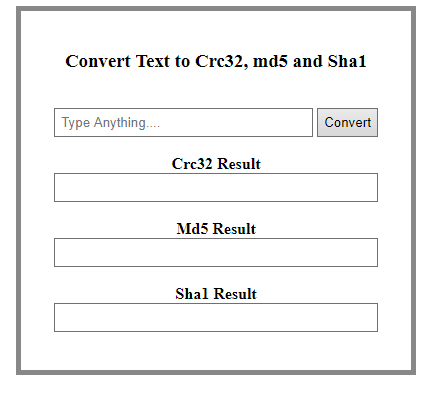 Convert Text to Crc32, md5 and Sha1
Type Anything.... Convert
Crc32 Result
Md5 Result
Sha1 Result